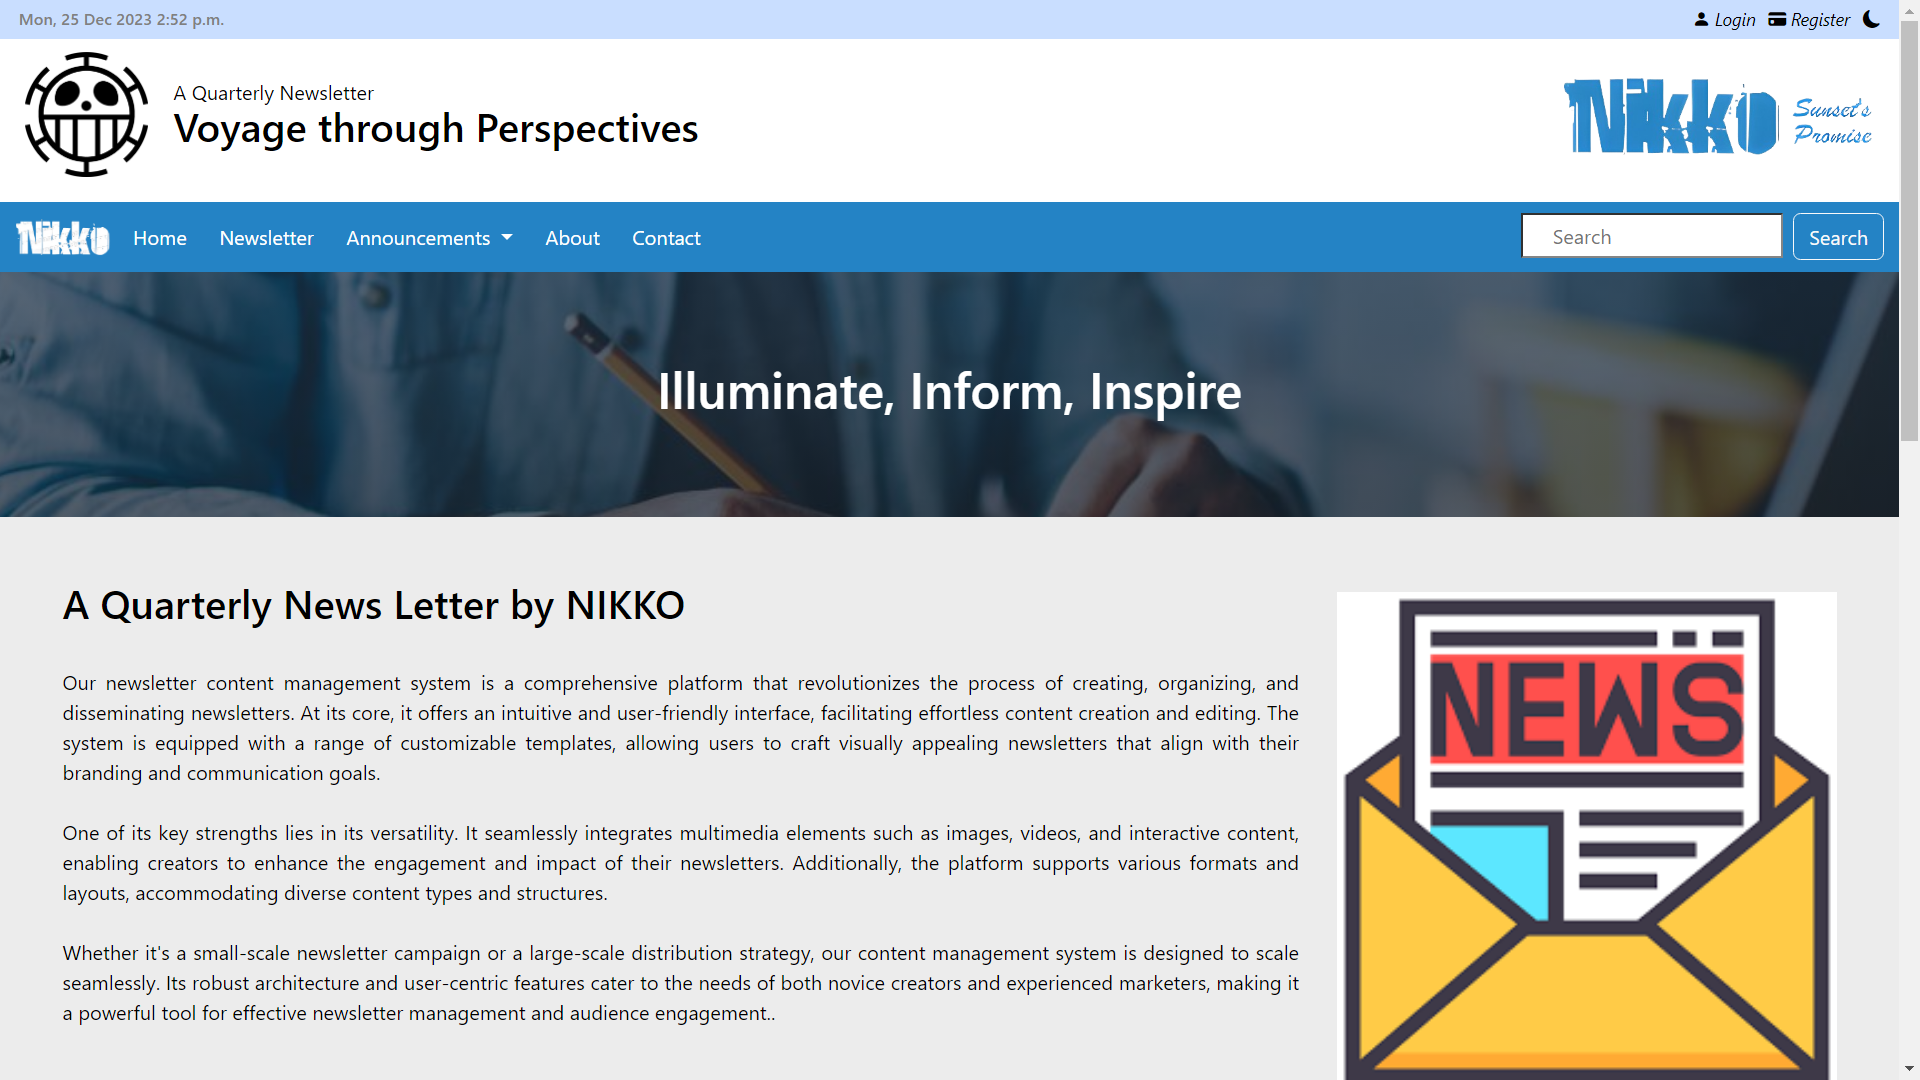 Mon, 25 Dec 2023 2:52 p.m.
Login Register
A Quarterly Newsletter
Voyage through Perspectives
Nikko Sunset's
Promise
Nikko Home Newsletter Announcements About Contact Search Search
Illuminate, Inform, Inspire
A Quarterly News Letter by NIKKO
Our newsletter content management system is a comprehensive platform that revolutionizes the process of creating, organizing, and
disseminating newsletters. At its core, it offers an intuitive and user-friendly interface, facilitating effortless content creation and editing. The
system is equipped with a range of customizable templates, allowing users to craft visually appealing newsletters that align with their
branding and communication goals.
One of its key strengths lies in its versatility. It seamlessly integrates multimedia elements such as images, videos, and interactive content,
enabling creators to enhance the engagement and impact of their newsletters. Additionally, the platform supports various formats and
layouts, accommodating diverse content types and structures.
Whether it's a small-scale newsletter campaign or a large-scale distribution strategy, our content management system is designed to scale
seamlessly. Its robust architecture and user-centric features cater to the needs of both novice creators and experienced marketers, making it
a powerful tool for effective newsletter management and audience engagement..
NEWS